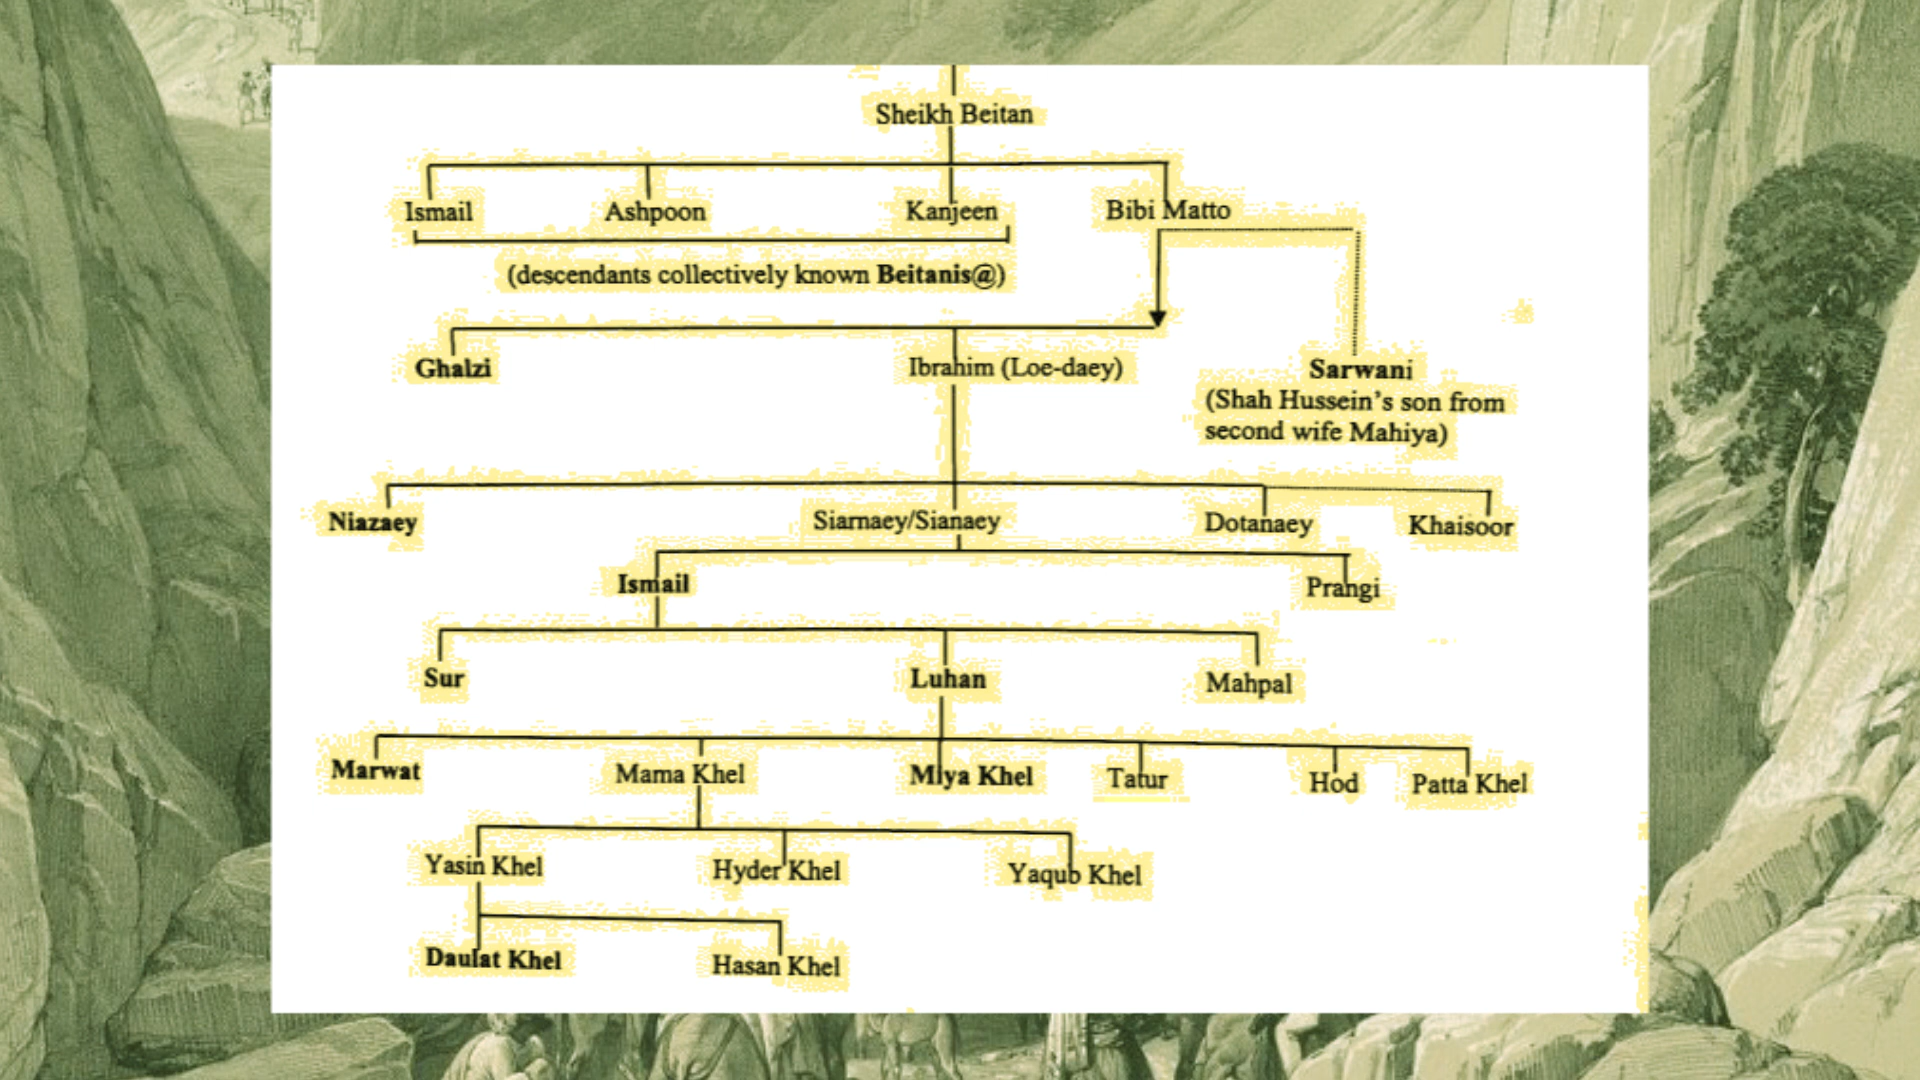 Sheikh Beitan
Ismail
Ashpoon
Kanjeen
Bibi Matto
(descendants collectively known Beitanis@)
Ghalzi
Ibrahim (Loe-daey)
Sarwani
(Shah Hussein's son from
second wife Mahiya)
Niazaey
Siarnaey/Sianaey
Dotanaey
Khaisoor
Ismail
Prangi
Sur
Luhan
Mahpal
Marwat
Mama Khel
Miya Khel
Tatur
Hod
Patta Khel
Yasin Khel
Hyder Khel
Yaqub Khel
Daulat Khel
Hasan Khel